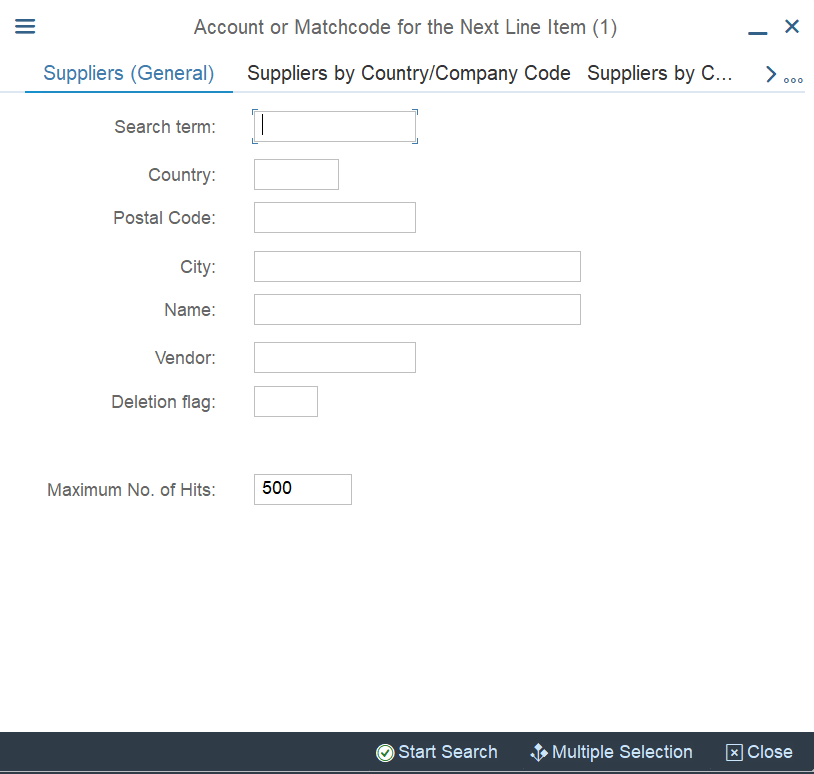 Account or Matchcode for the Next Line Item (1)
Suppliers (General) Suppliers by Country/Company Code Suppliers by C...
Search term:
Country:
Postal Code:
City:
Name:
Vendor:
Deletion flag:
Maximum No. of Hits: 500
Start Search Multiple Selection Close